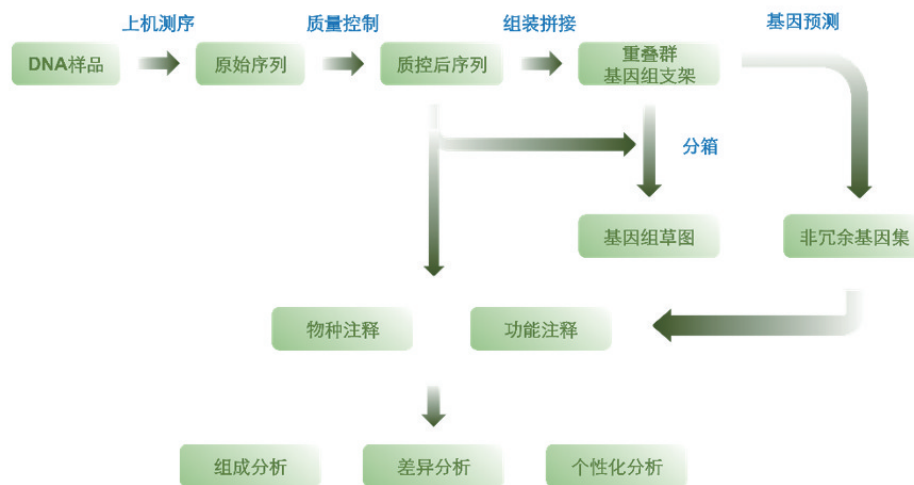 上机测序
质量控制
组装拼接
基因预测
DNA样品
原始序列
质控后序列
重叠群
基因组支架
分箱
基因组草图
非冗余基因集
物种注释
功能注释
组成分析
差异分析
个性化分析